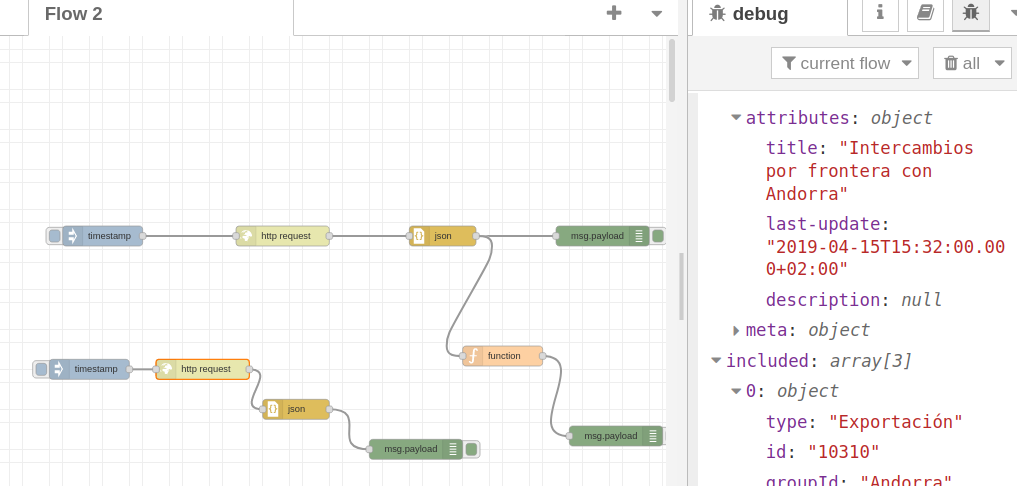 Flow 2
debug
current flow
all
timestamp
http request
json
msg.payload
function
timestamp
http request
json
msg.payload
msg.payload
attributes: object
title: "Intercambios
por frontera con
Andorra"
last-update:
"2019-04-15T15:32:00.00
0+02:00"
description: null
meta: object
included: array[3]
0: object
type: "Exportación"
id: "10310"
groupId: "Andorra"